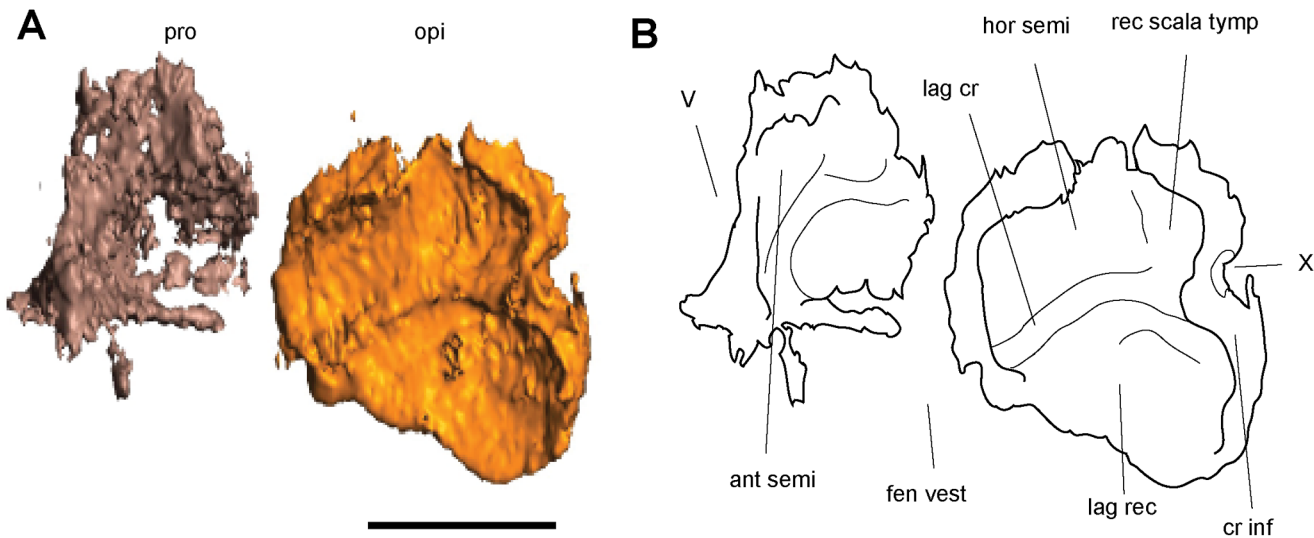 A
pro
opi
B
hor semi
rec scala tymp
lag cr
V
X
ant semi
fen vest
lag rec
cr inf